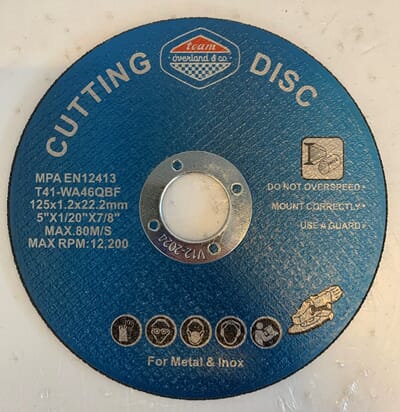 team
overland & co
CUTTING DISC
MPA EN12413
T41-WA46QBF
125x1.2x22.2mm
5"X1/20"X7/8"
MAX.80M/S
MAX RPM:12,200
DO NOT OVERSPEED
MOUNT CORRECTLY
USE A GUARD
V12-2024
For Metal & Inox